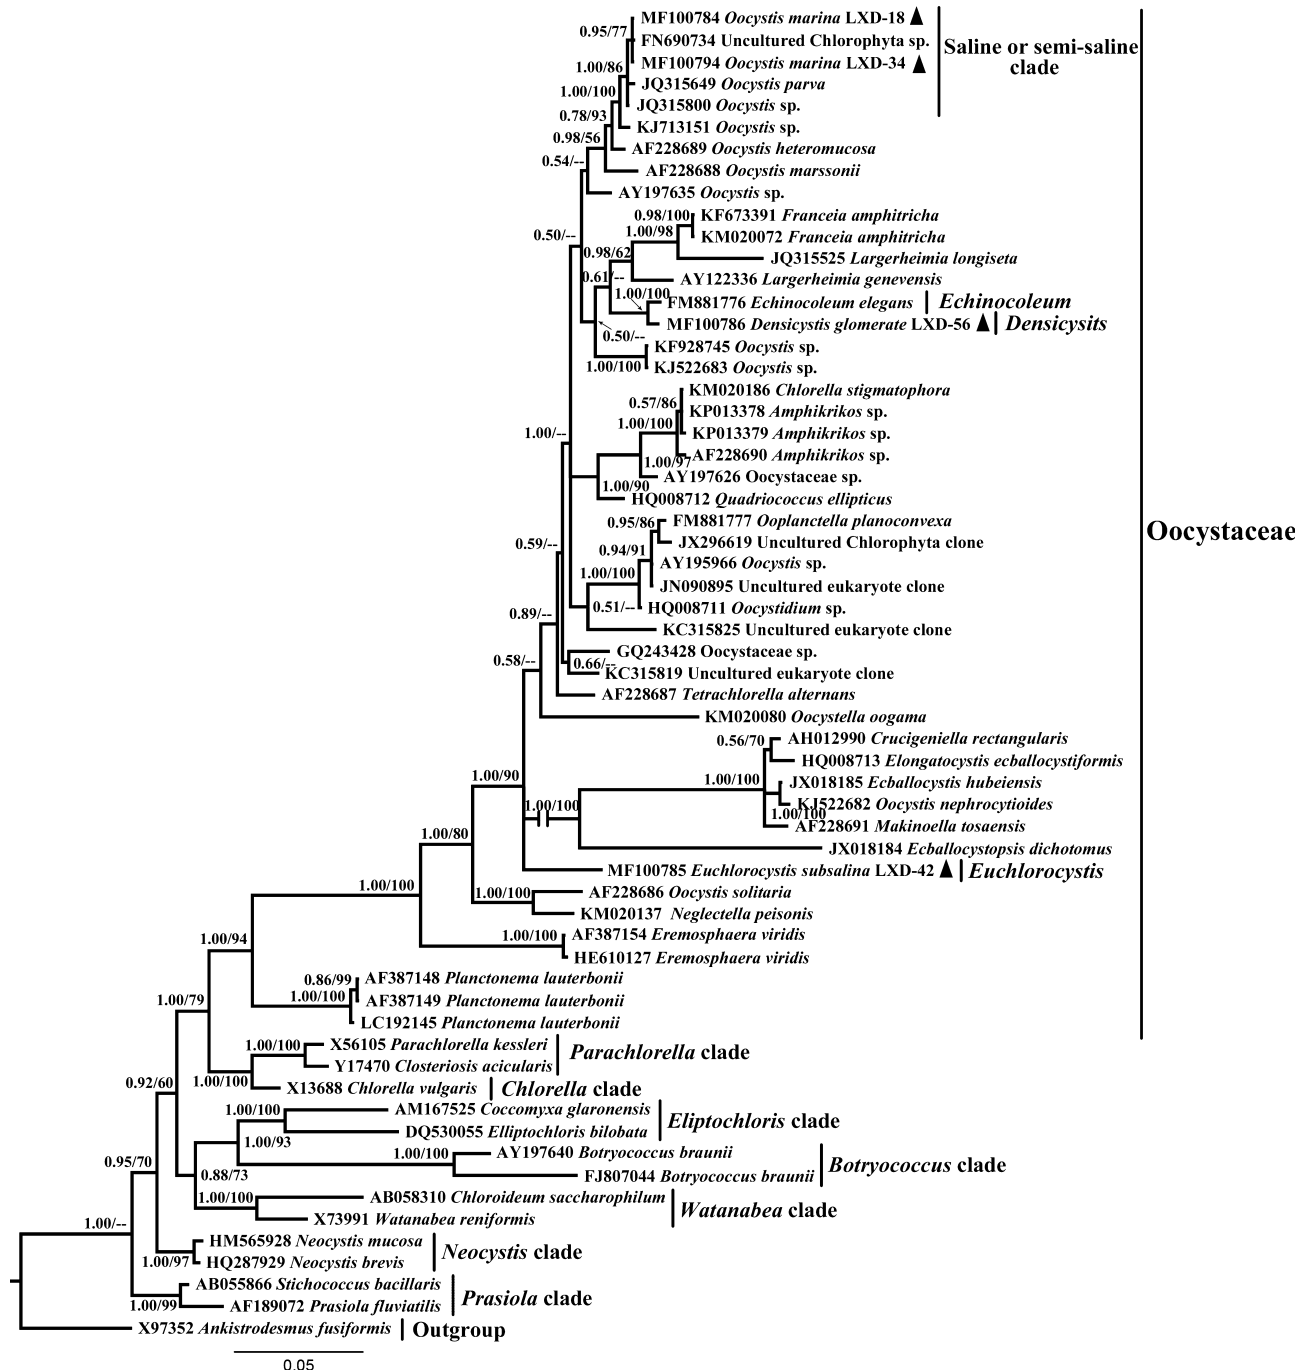 MF100784 Oocystis marina LXD-18 ▲
0.95/77
FN690734 Uncultured Chlorophyta sp.
Saline or semi-saline
clade
MF100794 Oocystis marina LXD-34 ▲
1.00/86
JQ315649 Oocystis parva
1.00/100
JQ315800 Oocystis sp.
0.78/93
KJ713151 Oocystis sp.
0.98/56
AF228689 Oocystis heteromucosa
0.54/--
AF228688 Oocystis marssonii
AY197635 Oocystis sp.
0.98/100
KF673391 Franceia amphitricha
1.00/98
KM020072 Franceia amphitricha
0.50/--
0.98/62
JQ315525 Largerheimia longiseta
0.61/--
AY122336 Largerheimia genevensis
1.00/100
FM881776 Echinocoleum elegans
Echinocoleum
MF100786 Densicystis glomerate LXD-56 ▲
Densicysits
0.50/--
KF928745 Oocystis sp.
1.00/100
KJ522683 Oocystis sp.
KM020186 Chlorella stigmatophora
0.57/86
KP013378 Amphikrikos sp.
1.00/100
KP013379 Amphikrikos sp.
1.00/--
AF228690 Amphikrikos sp.
1.00/97
AY197626 Oocystaceae sp.
1.00/90
HQ008712 Quadriococcus ellipticus
0.95/86
FM881777 Ooplanctella planoconvexa
Oocystaceae
JX296619 Uncultured Chlorophyta clone
0.59/--
0.94/91
AY195966 Oocystis sp.
1.00/100
JN090895 Uncultured eukaryote clone
0.51/--
HQ008711 Oocystidium sp.
0.89/--
KC315825 Uncultured eukaryote clone
GQ243428 Oocystaceae sp.
0.58/--
0.66/--
KC315819 Uncultured eukaryote clone
AF228687 Tetrachlorella alternans
KM020080 Oocystella oogama
0.56/70
AH012990 Crucigeniella rectangularis
HQ008713 Elongatocystis ecballocystiformis
1.00/90
1.00/100
JX018185 Ecballocystis hubeiensis
1.00/100
KJ522682 Oocystis nephrocytioides
1.00/100
AF228691 Makinoella tosaensis
1.00/80
JX018184 Ecballocystopsis dichotomus
MF100785 Euchlorocystis subsalina LXD-42 ▲
Euchlorocystis
1.00/100
1.00/100
AF228686 Oocystis solitaria
KM020137 Neglectella peisonis
1.00/100
AF387154 Eremosphaera viridis
1.00/94
HE610127 Eremosphaera viridis
0.86/99
AF387148 Planctonema lauterbonii
1.00/79
1.00/100
AF387149 Planctonema lauterbonii
LC192145 Planctonema lauterbonii
1.00/100
X56105 Parachlorella kessleri
Parachlorella clade
Y17470 Closteriosis acicularis
0.92/60
1.00/100
X13688 Chlorella vulgaris
Chlorella clade
1.00/100
AM167525 Coccomyxa glaronensis
Eliptochloris clade
DQ530055 Elliptochloris bilobata
1.00/93
1.00/100
AY197640 Botryococcus braunii
0.95/70
Botryococcus clade
0.88/73
FJ807044 Botryococcus braunii
1.00/100
AB058310 Chloroideum saccharophilum
Watanabea clade
1.00/--
X73991 Watanabea reniformis
HM565928 Neocystis mucosa
Neocystis clade
1.00/97
HQ287929 Neocystis brevis
AB055866 Stichococcus bacillaris
Prasiola clade
1.00/99
AF189072 Prasiola fluviatilis
X97352 Ankistrodesmus fusiformis
Outgroup
0.05